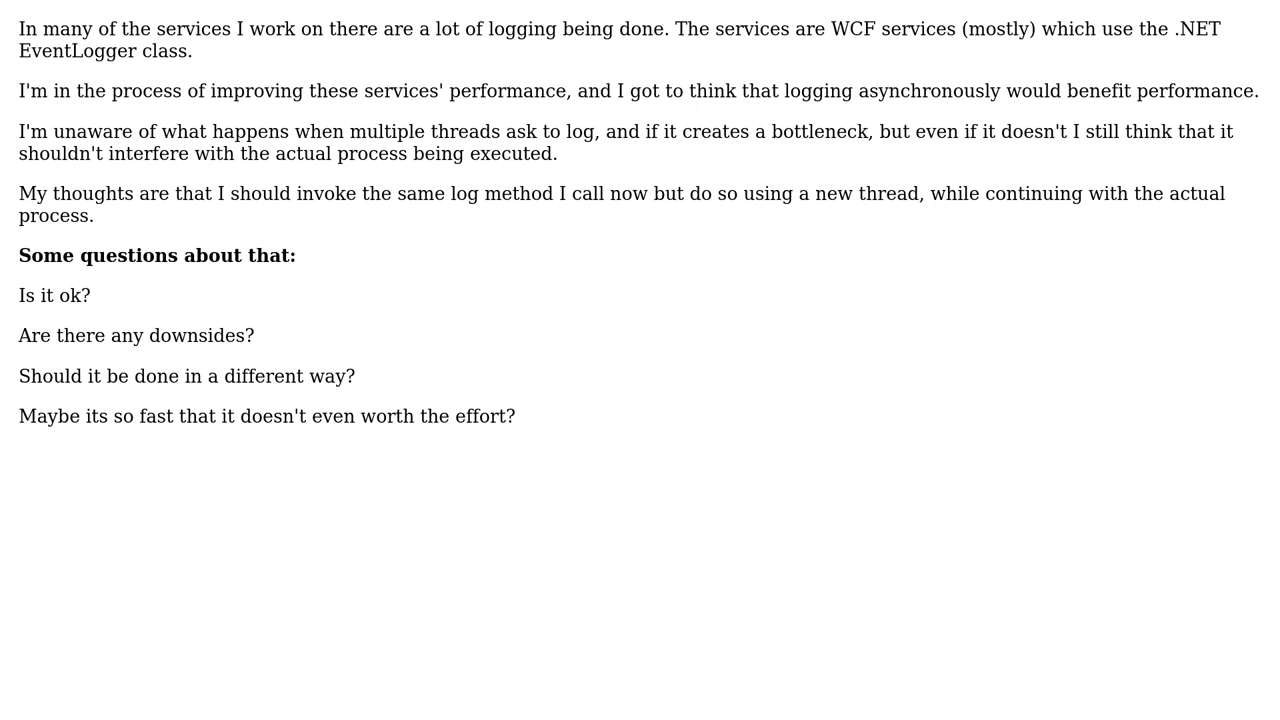 In many of the services I work on there are a lot of logging being done. The services are WCF services (mostly) which use the .NET
EventLogger class.
I'm in the process of improving these services' performance, and I got to think that logging asynchronously would benefit performance.
I'm unaware of what happens when multiple threads ask to log, and if it creates a bottleneck, but even if it doesn't I still think that it
shouldn't interfere with the actual process being executed.
My thoughts are that I should invoke the same log method I call now but do so using a new thread, while continuing with the actual
process.
Some questions about that:
Is it ok?
Are there any downsides?
Should it be done in a different way?
Maybe its so fast that it doesn't even worth the effort?